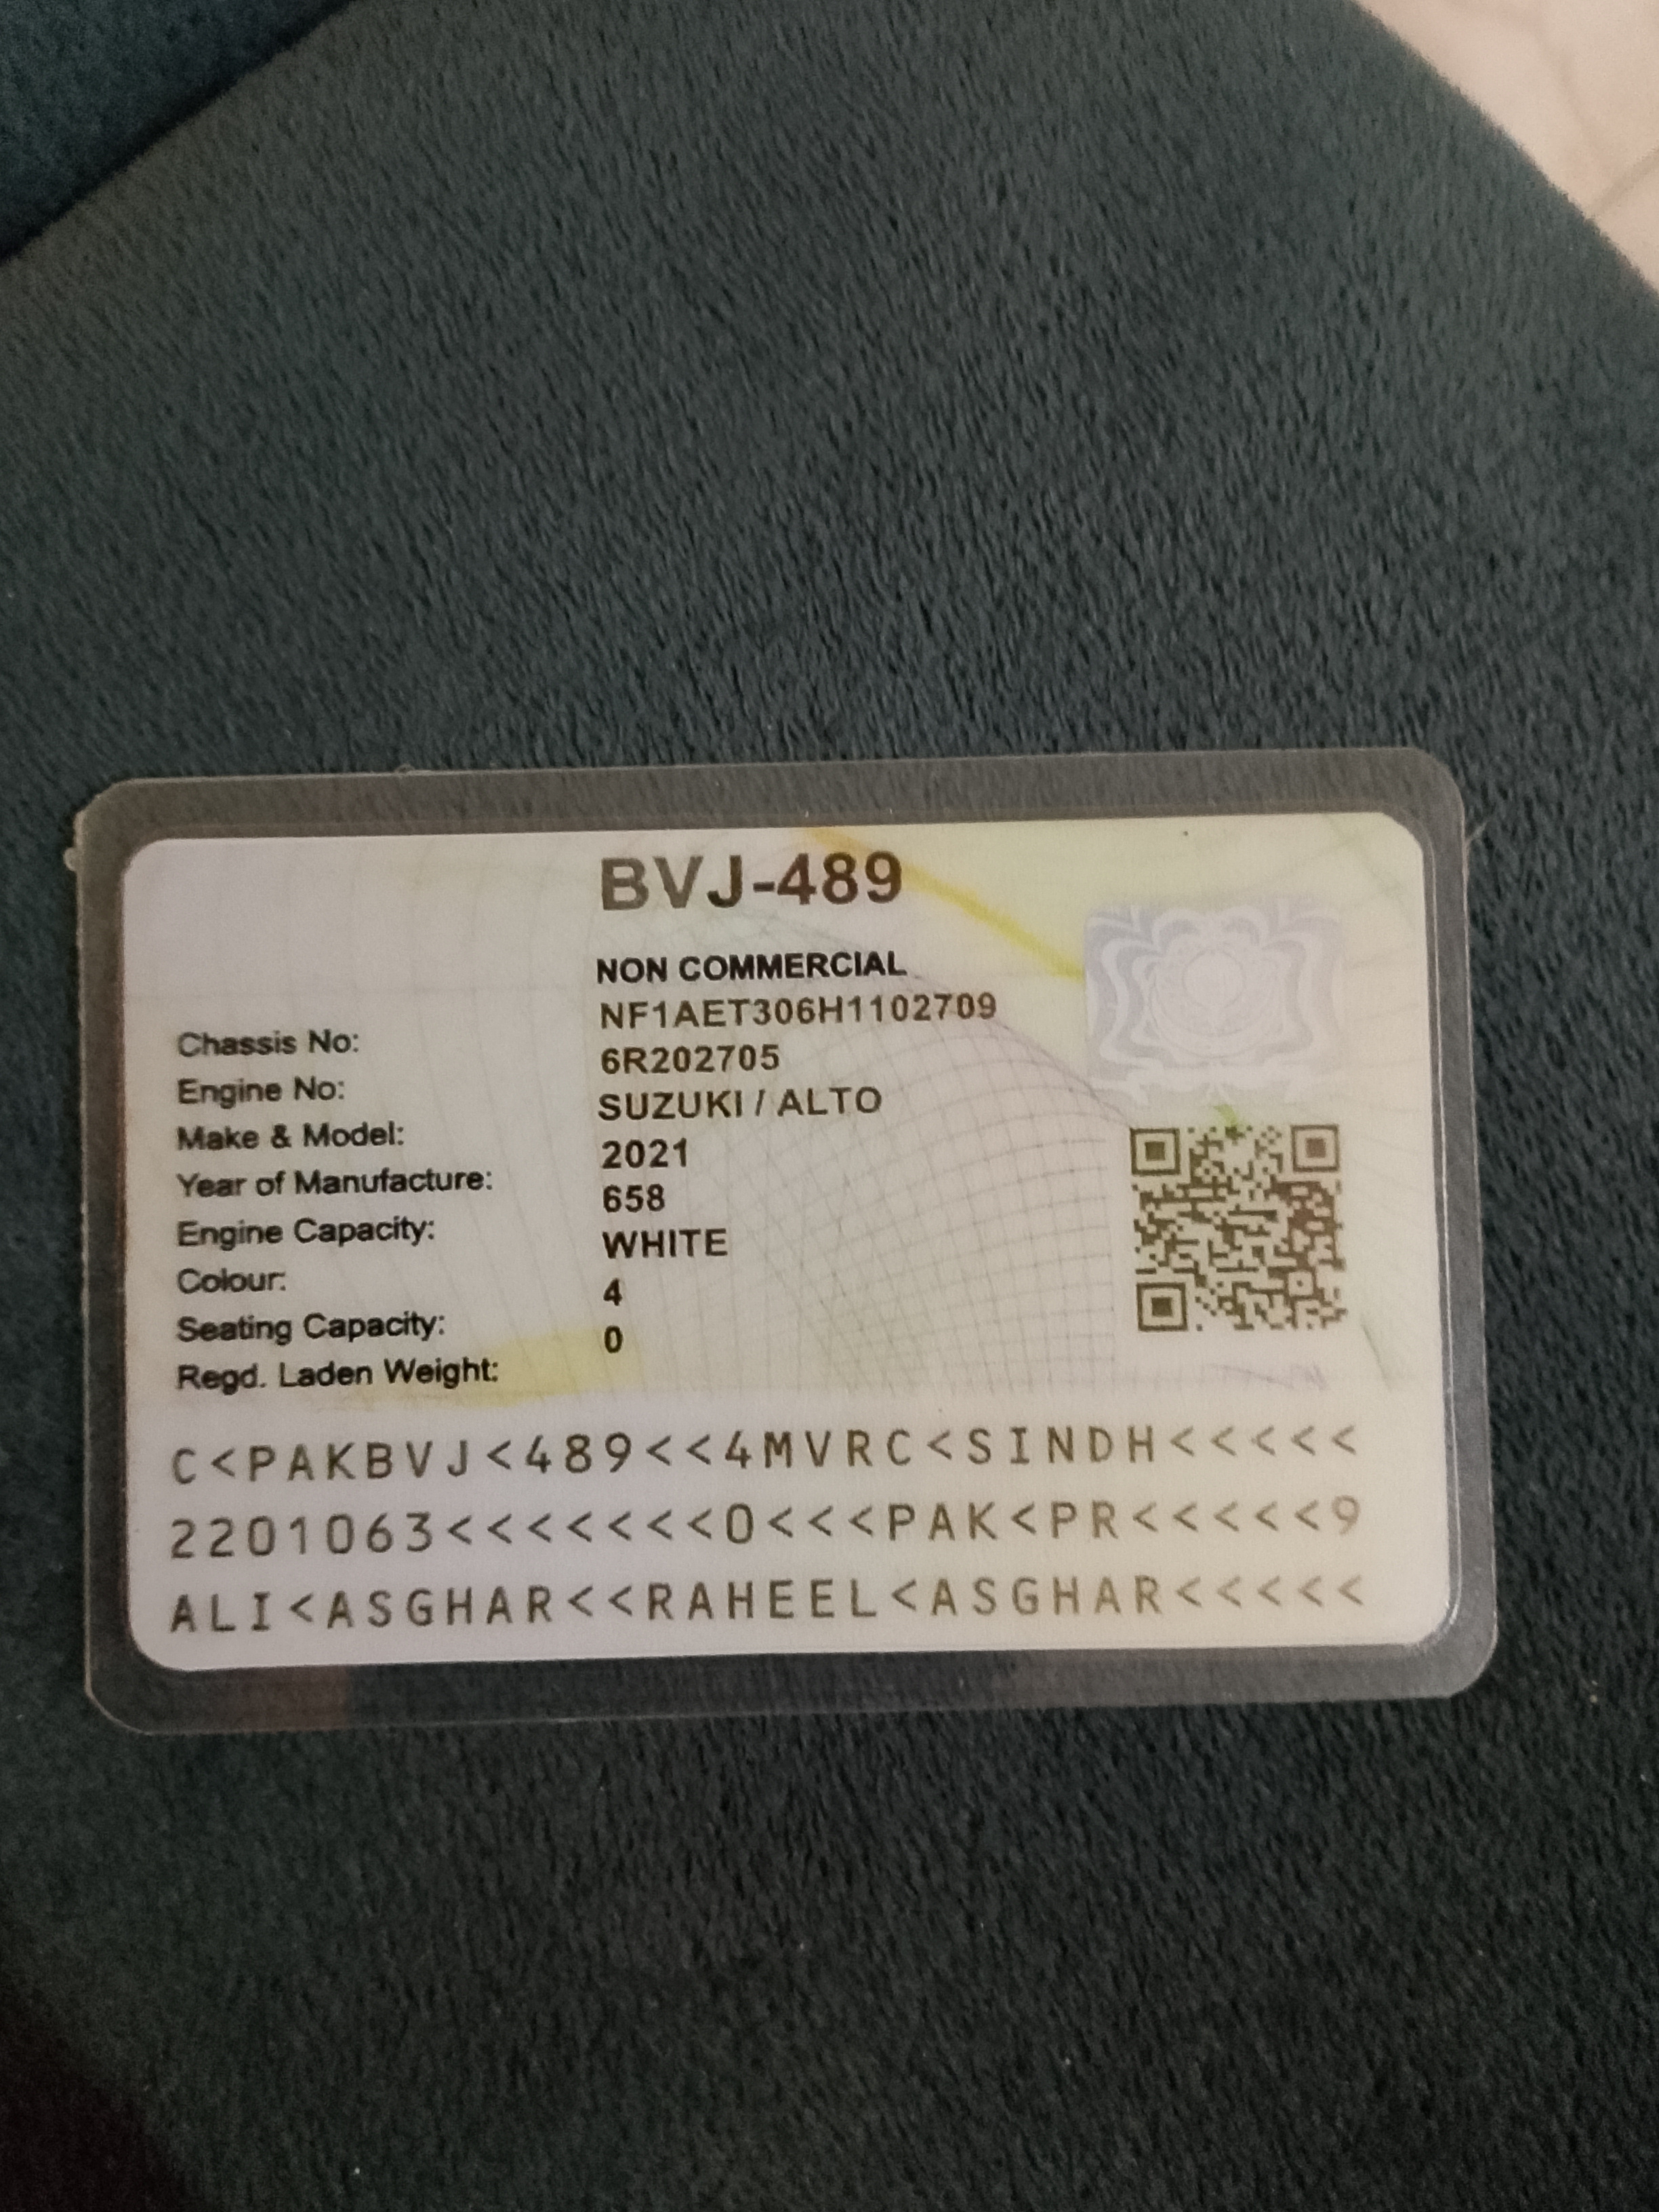 BVJ-489
NON COMMERCIAL
Chassis No: NF1AET306H1102709
Engine No: 6R202705
Make & Model: SUZUKI / ALTO
Year of Manufacture: 2021
Engine Capacity: 658
Colour: WHITE
Seating Capacity: 4
Regd. Laden Weight: 0
C<PAKBVJ<489<<4MVRC<SINDH<<<<<
2201063<<<<<<<0<<<PAK<PR<<<<<9
ALI<ASGHAR<<RAHEEL<ASGHAR<<<<<